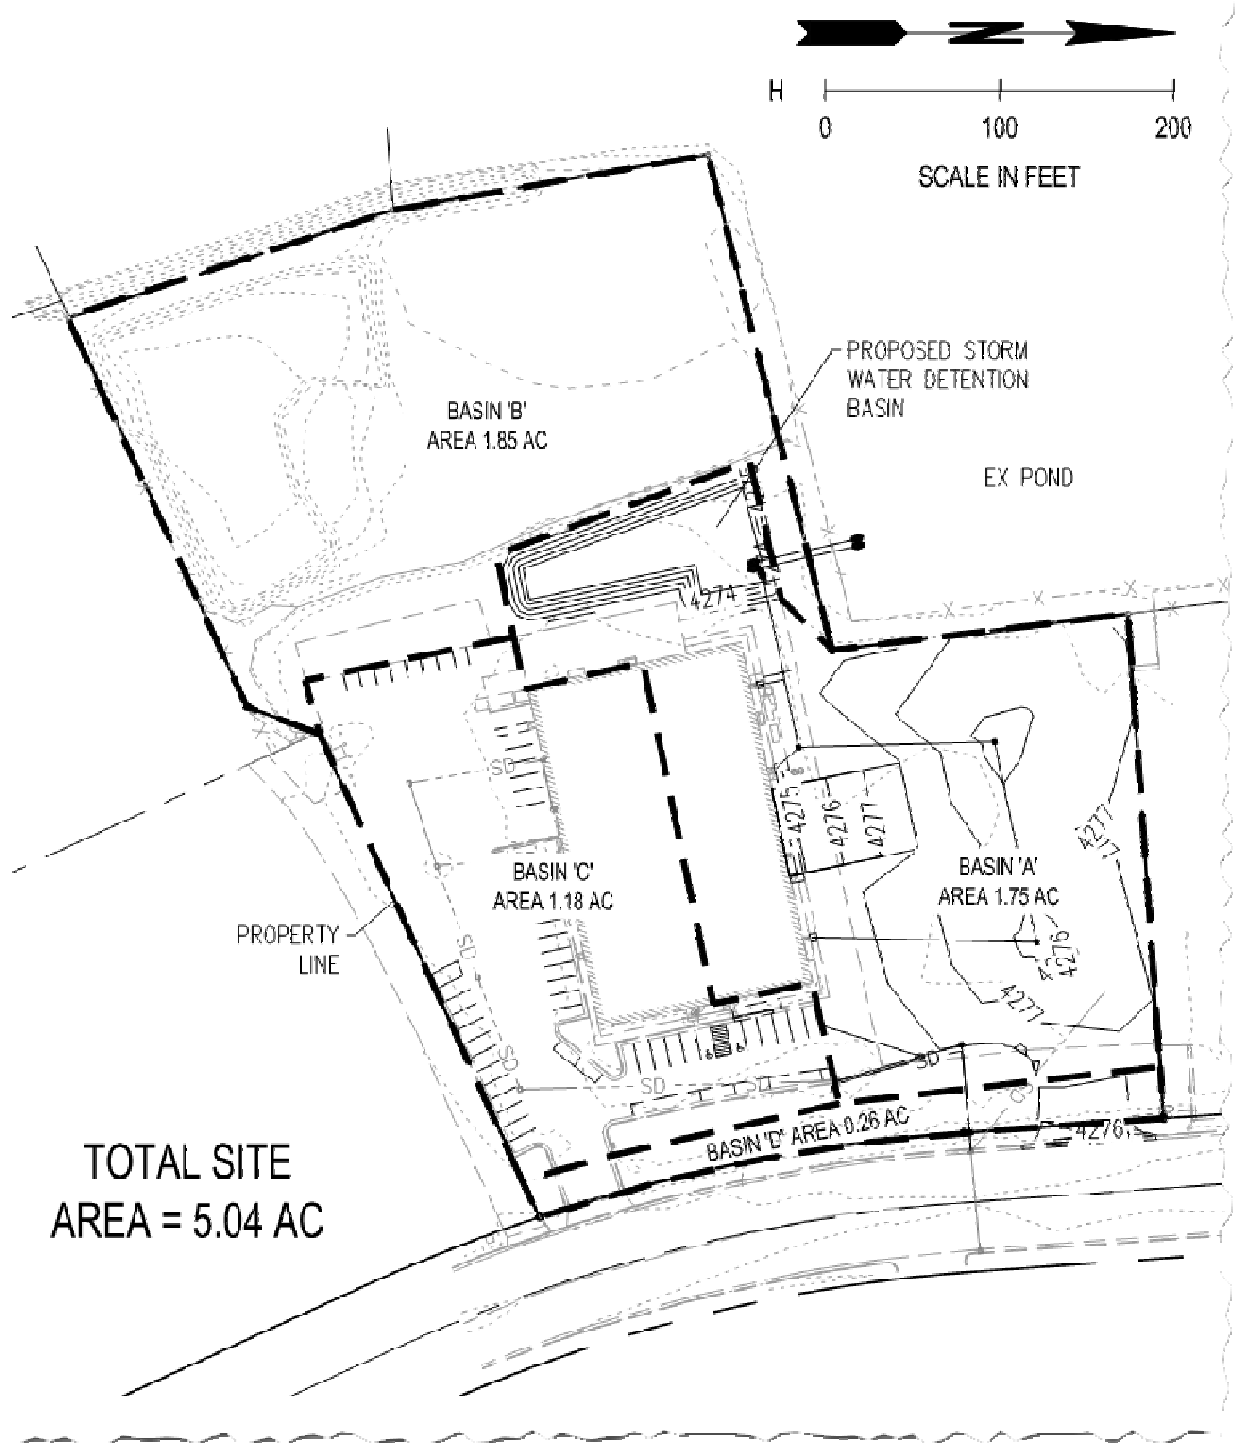 N
H
0 100 200
SCALE IN FEET
PROPOSED STORM
WATER DETENTION
BASIN
BASIN 'B'
AREA 1.85 AC
EX POND
4274
SD
4275
4276
4277
4277
BASIN 'C'
AREA 1.18 AC
BASIN 'A'
AREA 1.75 AC
PROPERTY
LINE
SD
4276
4277
SD
SD
SD
SD
BASIN 'D' AREA 0.26 AC
4276
TOTAL SITE
AREA = 5.04 AC